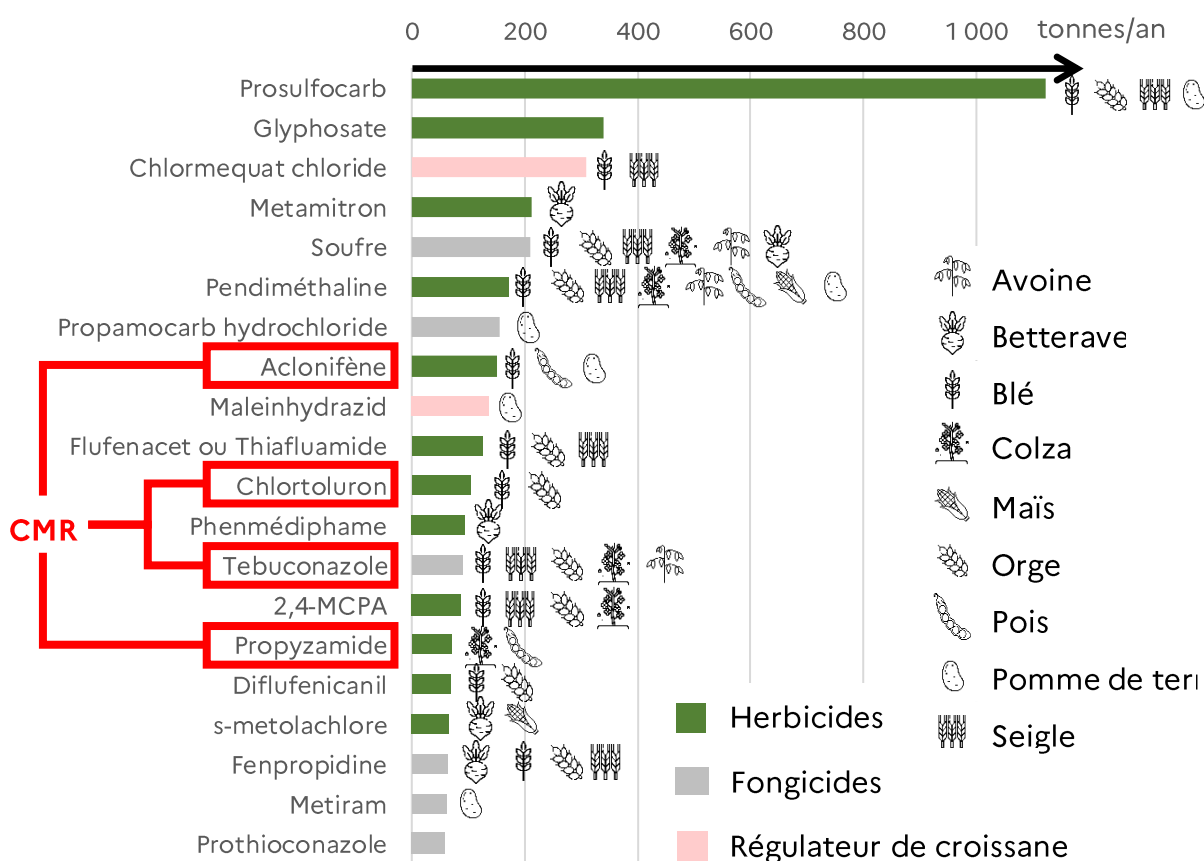 0 200 400 600 800 1 000 tonnes/an
Prosulfocarb
Glyphosate
Chlormequat chloride
Metamitron
Soufre
Pendiméthaline
Propamocarb hydrochloride
Aclonifène
Maleinhydrazid
Flufenacet ou Thiafluamide
Chlortoluron
Phenmédiphame
CMR
Tebuconazole
2,4-MCPA
Propyzamide
Diflufenicanil
s-metolachlore
Fenpropidine
Metiram
Prothioconazole
Avoine
Betterave
Blé
Colza
Maïs
Orge
Pois
Pomme de terr
Seigle
Herbicides
Fongicides
Régulateur de croissane